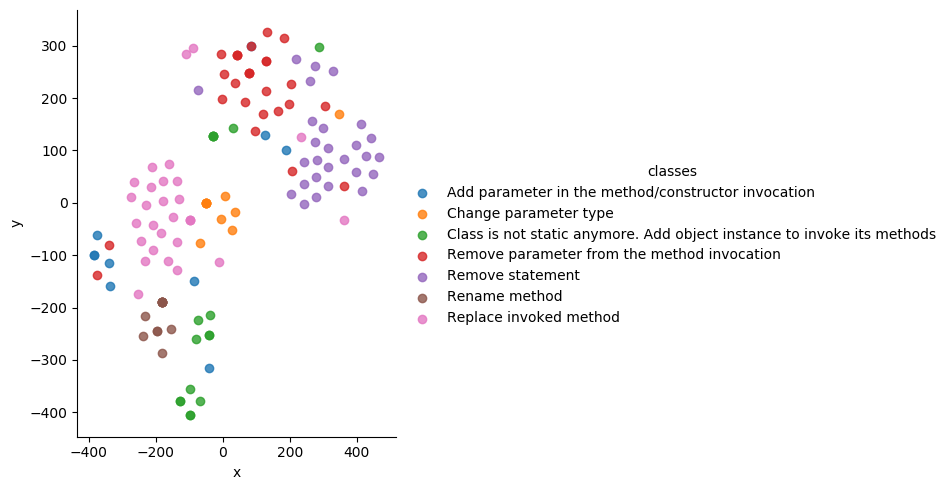 300
200
100
0
−100
−200
−300
−400
y
−400
−200
0
200
400
x
classes
Add parameter in the method/constructor invocation
Change parameter type
Class is not static anymore. Add object instance to invoke its methods
Remove parameter from the method invocation
Remove statement
Rename method
Replace invoked method